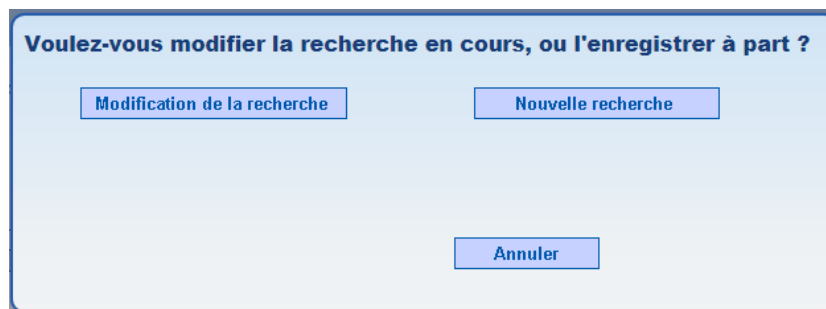 Voulez-vous modifier la recherche en cours, ou l'enregistrer à part ?
Modification de la recherche
Nouvelle recherche
Annuler